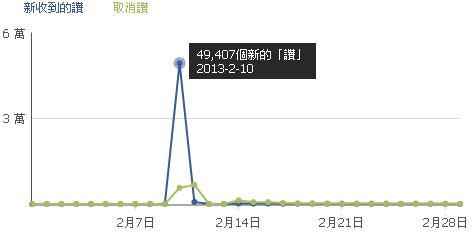 新收到的讚 取消讚
6 萬
49,407個新的「讚」
2013-2-10
3 萬
2月7日 2月14日 2月21日 2月28日